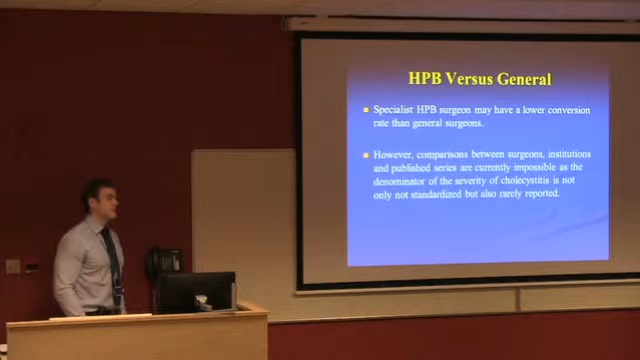 HPB Versus General
Specialist HPB surgeon may have a lower conversion
rate than general surgeons.
However, comparisons between surgeons, institutions
and published series are currently impossible as the
denominator of the severity of cholecystitis is not
only not standardized but also rarely reported.